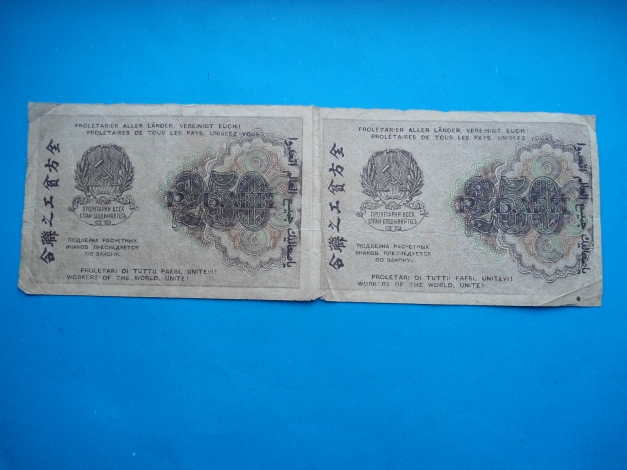 PROLETARIER ALLER LÄNDER, VEREINIGT EUCH!
PROLETAIRES DE TOUS LES PAYS, UNISSEZ-VOUS
全方貧工之聯合
ПРОЛЕТАРИИ ВСЕХ
СТРАН СОЕДИНЯЙТЕСЬ
250
ПОДДЕЛКА РАСЧЕТНЫХ
ЗНАКОВ ПРЕСЛЕДУЕТСЯ
ПО ЗАКОНУ.
PROLETARI DI TUTTI I PAESI, UNITEVI!
WORKERS OF THE WORLD, UNITE!
PROLETARIER ALLER LÄNDER, VEREINIGT EUCH!
PROLETAIRES DE TOUS LES PAYS, UNISSEZ-VOUS
全方貧工之聯合
ПРОЛЕТАРИИ ВСЕХ
СТРАН СОЕДИНЯЙТЕСЬ
250
ПОДДЕЛКА РАСЧЕТНЫХ
ЗНАКОВ ПРЕСЛЕДУЕТСЯ
ПО ЗАКОНУ.
PROLETARI DI TUTTI I PAESI, UNITEVI!
WORKERS OF THE WORLD, UNITE!